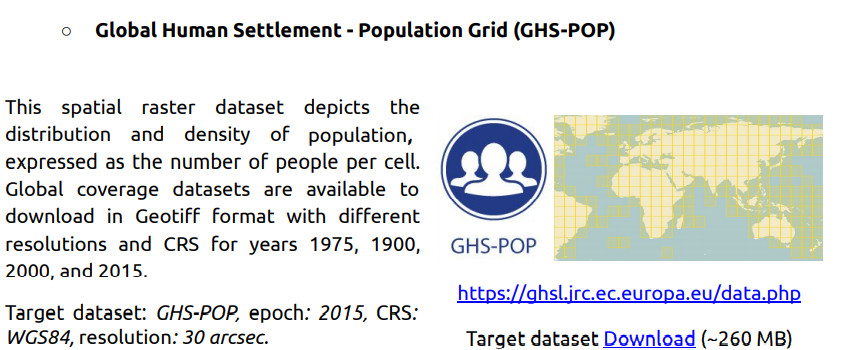 ○ Global Human Settlement - Population Grid (GHS-POP)
This spatial raster dataset depicts the
distribution and density of population,
expressed as the number of people per cell.
Global coverage datasets are available to
download in Geotiff format with different
resolutions and CRS for years 1975, 1900,
2000, and 2015.
Target dataset: GHS-POP, epoch: 2015, CRS:
WGS84, resolution: 30 arcsec.
GHS-POP
https://ghsl.jrc.ec.europa.eu/data.php
Target dataset Download (~260 MB)